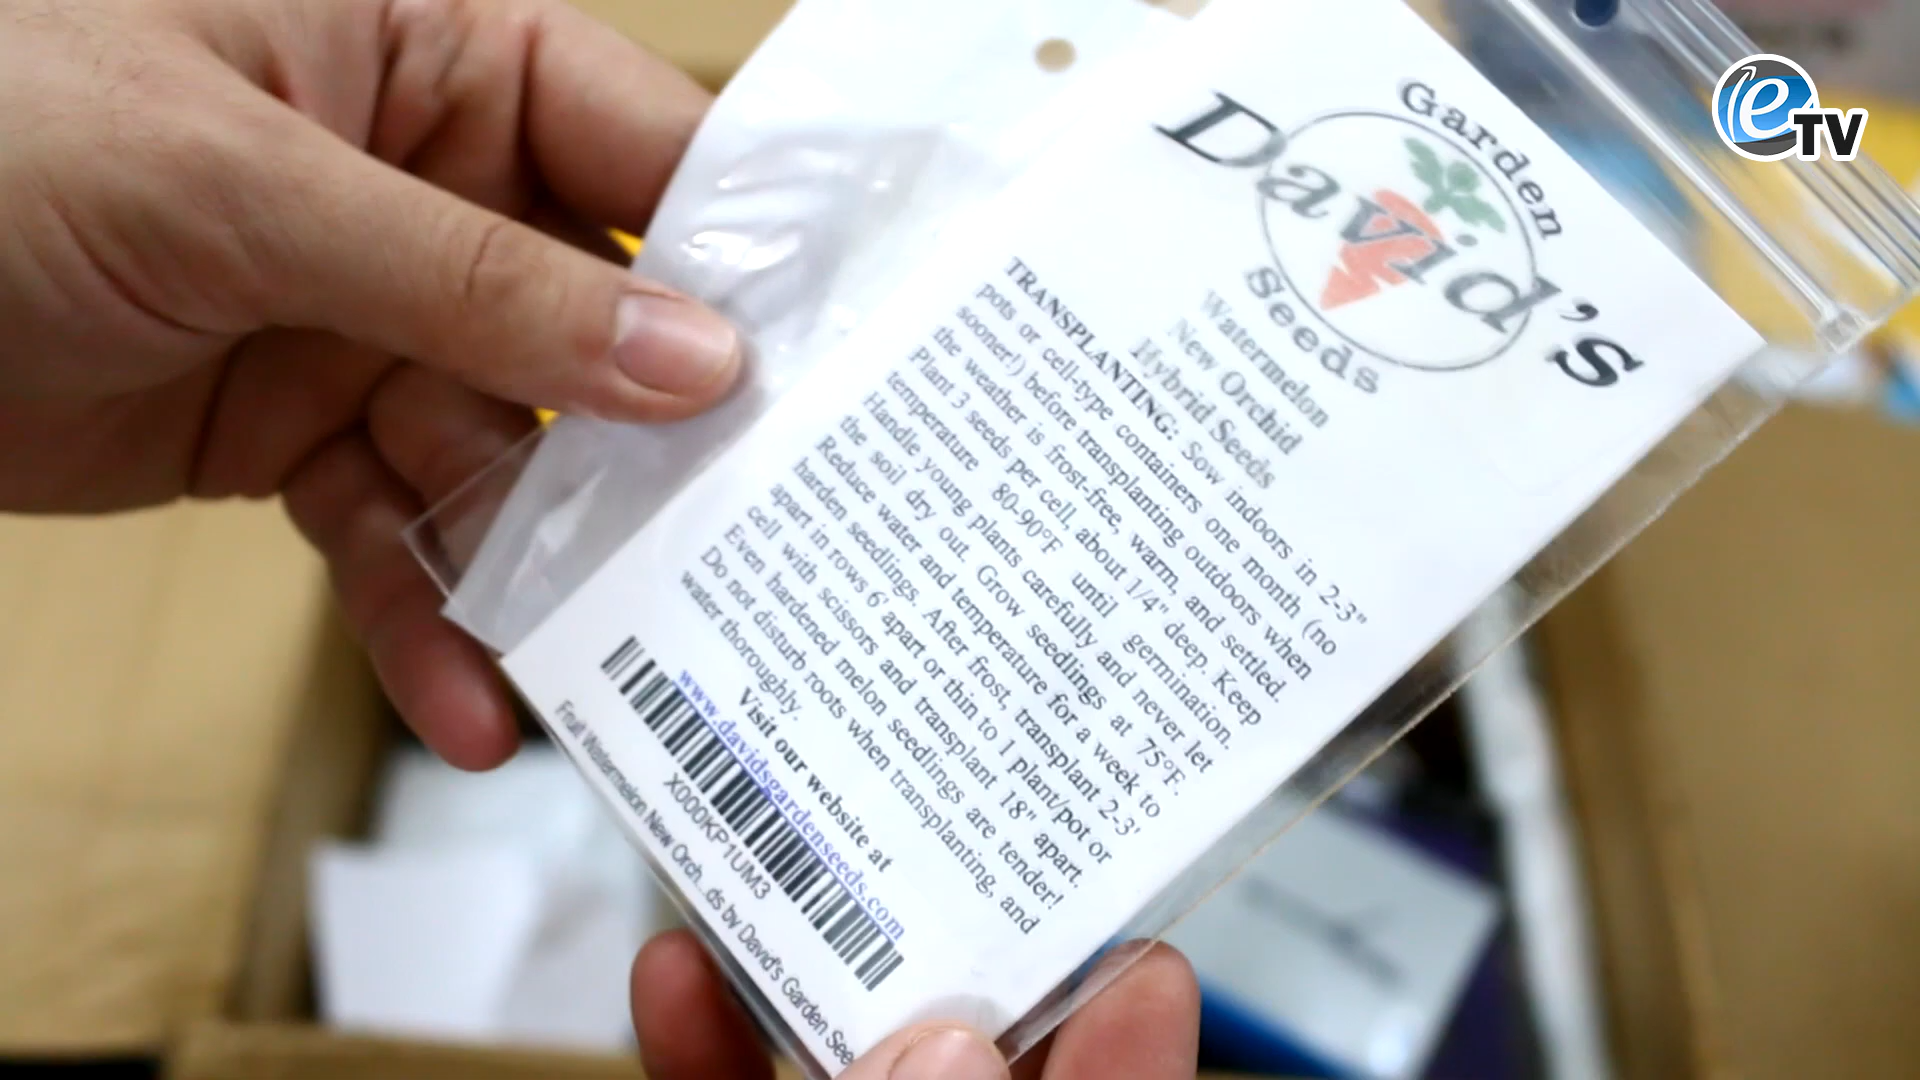 Garden
David's
Seeds
Watermelon
New Orchid
Hybrid Seeds
TRANSPLANTING: Sow indoors in 2-3"
pots or cell-type containers one month (no
sooner!) before transplanting outdoors when
the weather is frost-free, warm, and settled.
Plant 3 seeds per cell, about 1/4" deep. Keep
temperature 80-90°F until germination.
Handle young plants carefully and never let
the soil dry out. Grow seedlings at 75°F.
Reduce water and temperature for a week to
harden seedlings. After frost, transplant 2-3'
apart in rows 6' apart or thin to 1 plant/pot or
cell with scissors and transplant 18" apart.
Even hardened melon seedlings are tender!
Do not disturb roots when transplanting, and
water thoroughly.
Visit our website at
www.davidsgardenseeds.com
X000KP1UM3
Fruit Watermelon New Orch...ds by David's Garden See
eTV